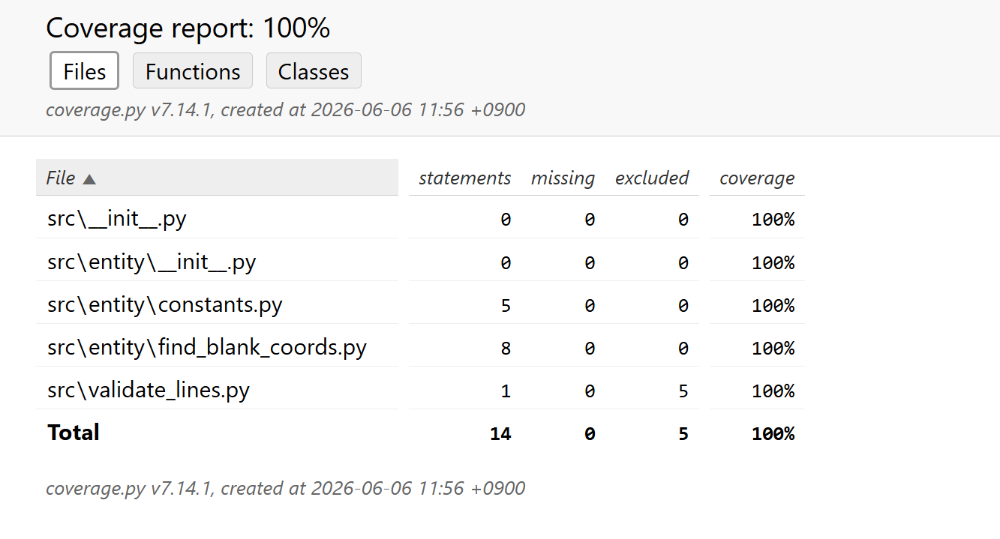 Coverage report: 100%
Files Functions Classes
coverage.py v7.14.1, created at 2026-06-06 11:56 +0900
File ▲ statements missing excluded coverage
src\__init__.py 0 0 0 100%
src\entity\__init__.py 0 0 0 100%
src\entity\constants.py 5 0 0 100%
src\entity\find_blank_coords.py 8 0 0 100%
src\validate_lines.py 1 0 5 100%
Total 14 0 5 100%
coverage.py v7.14.1, created at 2026-06-06 11:56 +0900